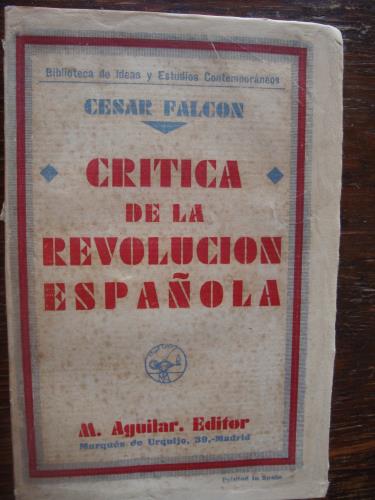 Biblioteca de Ideas y Estudios Contemporáneos
CESAR FALCON
CRITICA
DE LA
REVOLUCION
ESPAÑOLA
M. Aguilar. Editor
Marqués de Urquijo, 39.-Madrid
Printed in Spain